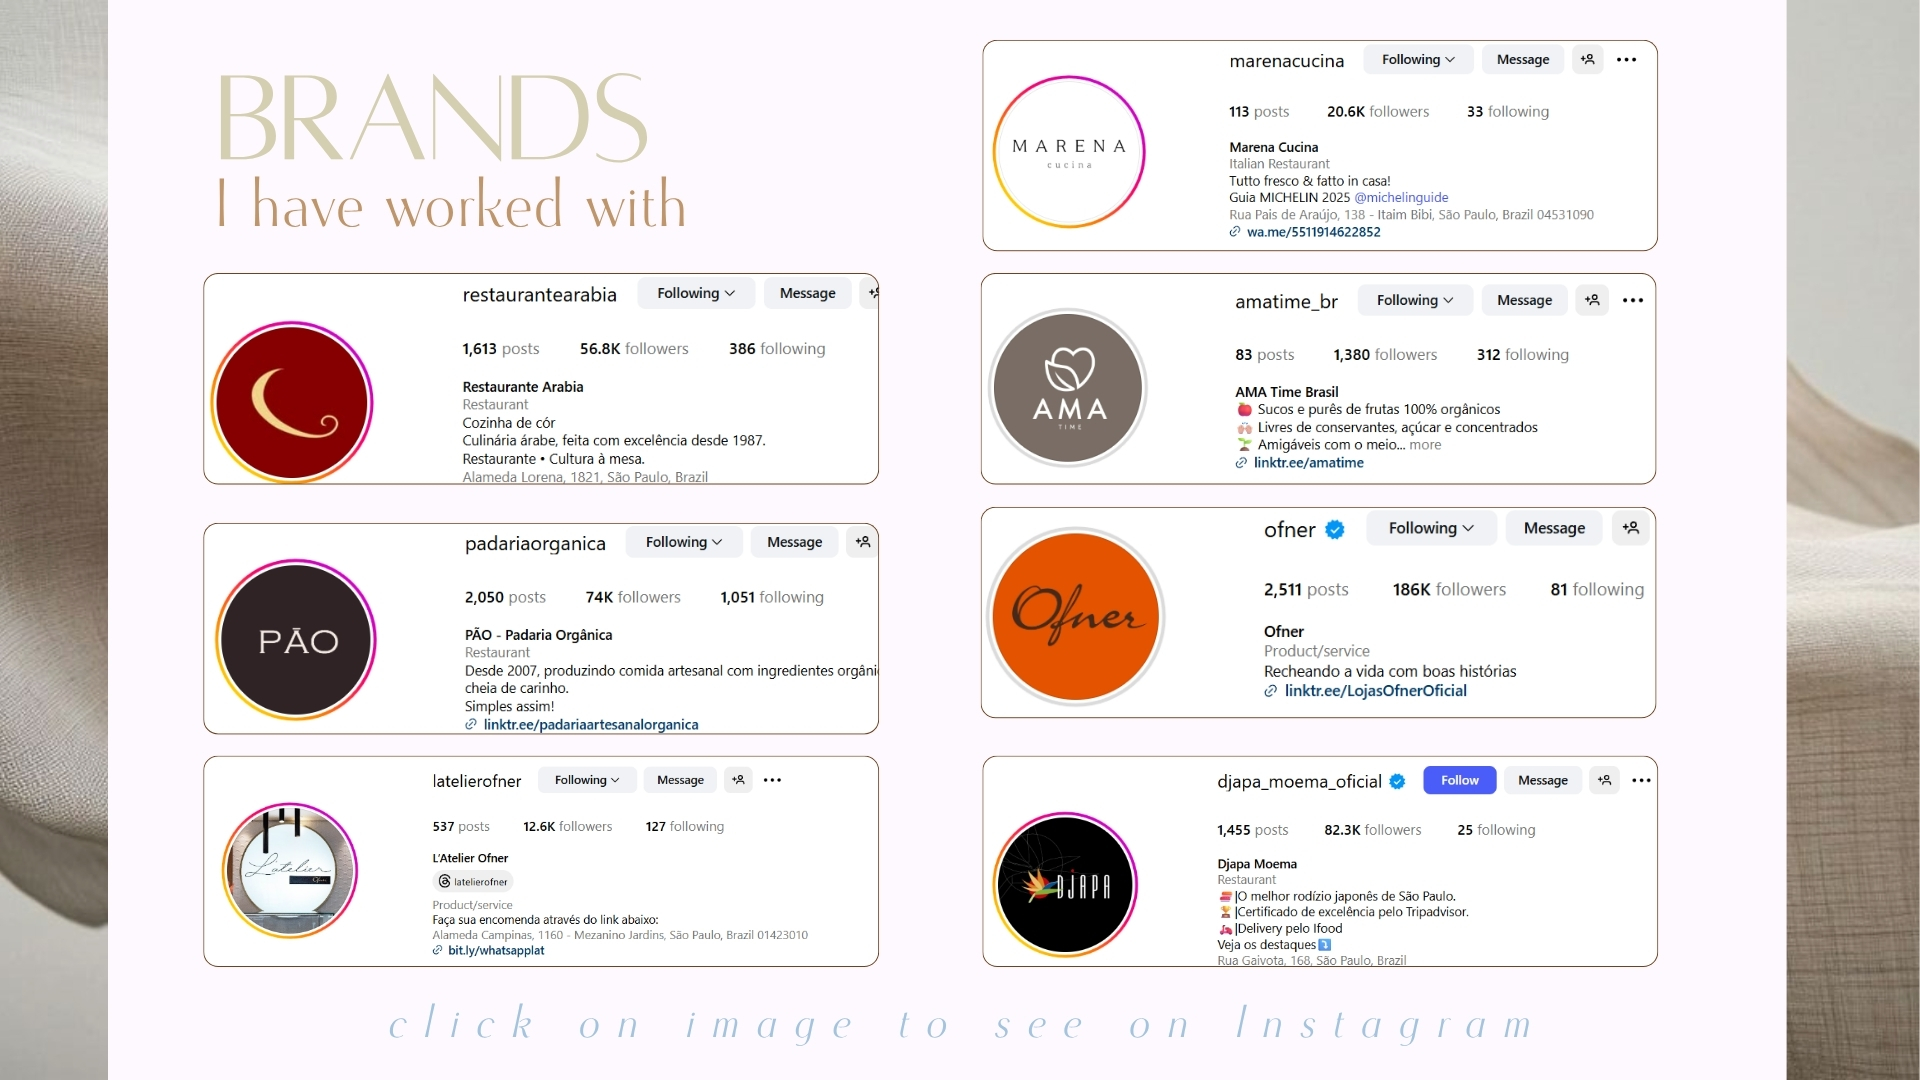 BRANDS
I have worked with
marenacucina Following Message
113 posts 20.6K followers 33 following
MARENA
cucina
Marena Cucina
Italian Restaurant
Tutto fresco & fatto in casa!
Guia MICHELIN 2025 @michelinguide
Rua Pais de Araújo, 138 - Itaim Bibi, São Paulo, Brazil 04531090
wa.me/5511914622852
restaurantearabia Following Message
1,613 posts 56.8K followers 386 following
Restaurante Arabia
Restaurant
Cozinha de cór
Culinária árabe, feita com excelência desde 1987.
Restaurante • Cultura à mesa.
Alameda Lorena, 1821, São Paulo, Brazil
amatime_br Following Message
83 posts 1,380 followers 312 following
AMA
TIME
AMA Time Brasil
🍎 Sucos e purês de frutas 100% orgânicos
🙌🏼 Livres de conservantes, açúcar e concentrados
🌱 Amigáveis com o meio... more
linktr.ee/amatime
padariaorganica Following Message
2,050 posts 74K followers 1,051 following
PÃO
PÃO - Padaria Orgânica
Restaurant
Desde 2007, produzindo comida artesanal com ingredientes orgâni
cheia de carinho.
Simples assim!
linktr.ee/padariaartesanalorganica
ofner Following Message
2,511 posts 186K followers 81 following
Ofner
Ofner
Product/service
Recheando a vida com boas histórias
linktr.ee/LojasOfnerOficial
latelierofner Following Message
537 posts 12.6K followers 127 following
L'atelier
Ofner
L'Atelier Ofner
latelierofner
Product/service
Faça sua encomenda através do link abaixo:
Alameda Campinas, 1160 - Mezanino Jardins, São Paulo, Brazil 01423010
bit.ly/whatsapplat
djapa_moema_oficial Follow Message
1,455 posts 82.3K followers 25 following
DJAPA
Djapa Moema
Restaurant
🍣|O melhor rodízio japonês de São Paulo.
🏆|Certificado de excelência pelo Tripadvisor.
🛵|Delivery pelo Ifood
Veja os destaques⤵️
Rua Gaivota, 168, São Paulo, Brazil
click on image to see on Instagram